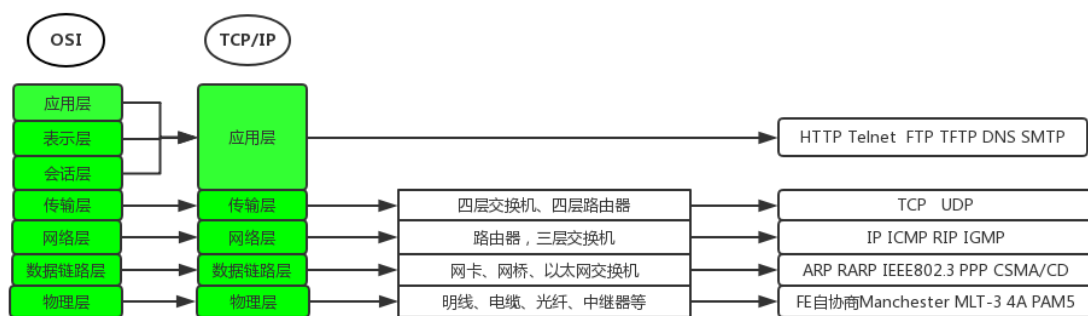 OSI
TCP/IP
应用层
表示层
会话层
应用层
HTTP Telnet FTP TFTP DNS SMTP
传输层
传输层
四层交换机、四层路由器
TCP UDP
网络层
网络层
路由器，三层交换机
IP ICMP RIP IGMP
数据链路层
数据链路层
网卡、网桥、以太网交换机
ARP RARP IEEE802.3 PPP CSMA/CD
物理层
物理层
明线、电缆、光纤、中继器等
FE自协商Manchester MLT-3 4A PAM5